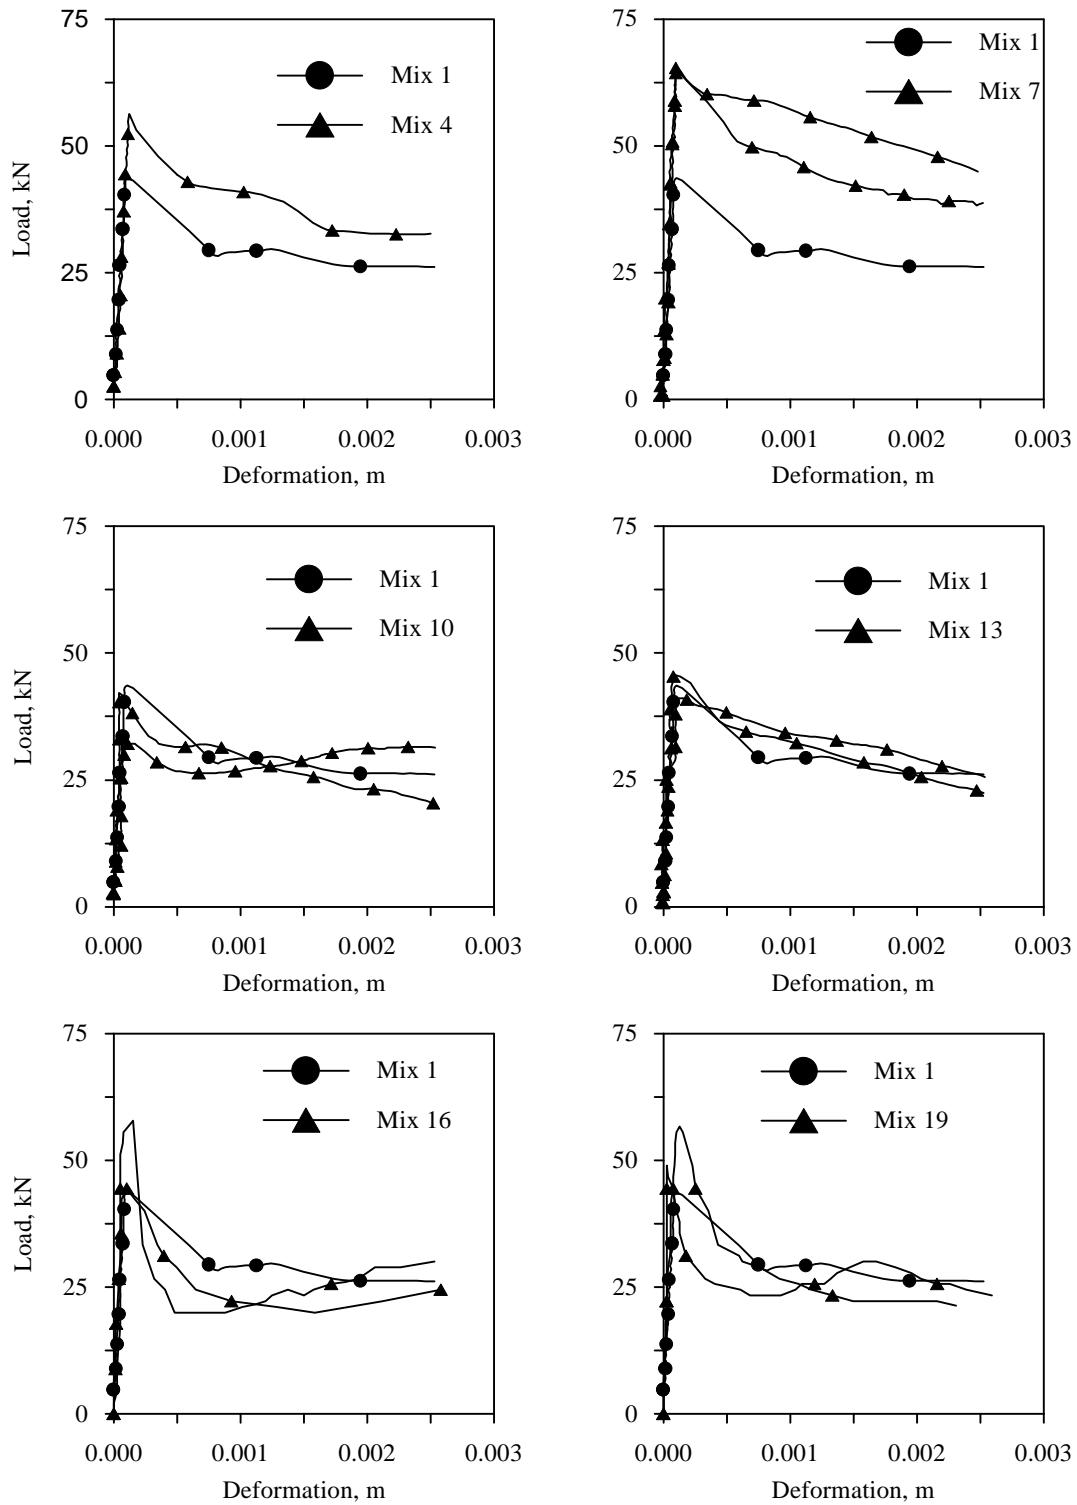 75
50
25
0
Load, kN
Mix 1
Mix 4
0.000 0.001 0.002 0.003
Deformation, m
75
50
25
0
Mix 1
Mix 7
0.000 0.001 0.002 0.003
Deformation, m
75
50
25
0
Load, kN
Mix 1
Mix 10
0.000 0.001 0.002 0.003
Deformation, m
75
50
25
0
Mix 1
Mix 13
0.000 0.001 0.002 0.003
Deformation, m
75
50
25
0
Load, kN
Mix 1
Mix 16
0.000 0.001 0.002 0.003
Deformation, m
75
50
25
0
Mix 1
Mix 19
0.000 0.001 0.002 0.003
Deformation, m